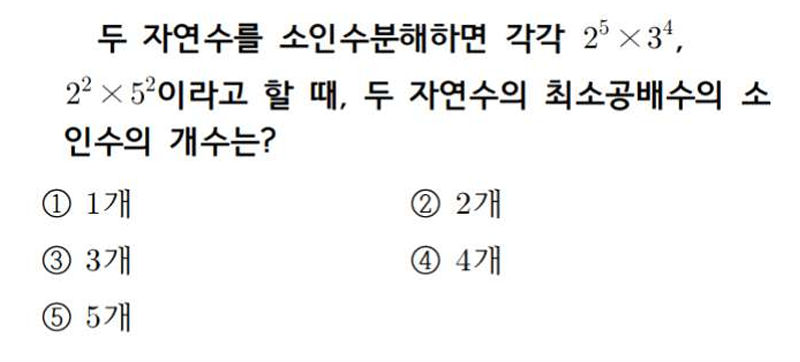 두 자연수를 소인수분해하면 각각 $2^5 \times 3^4$,
$2^2 \times 5^2$이라고 할 때, 두 자연수의 최소공배수의 소
인수의 개수는?
① 1개 ② 2개
③ 3개 ④ 4개
⑤ 5개